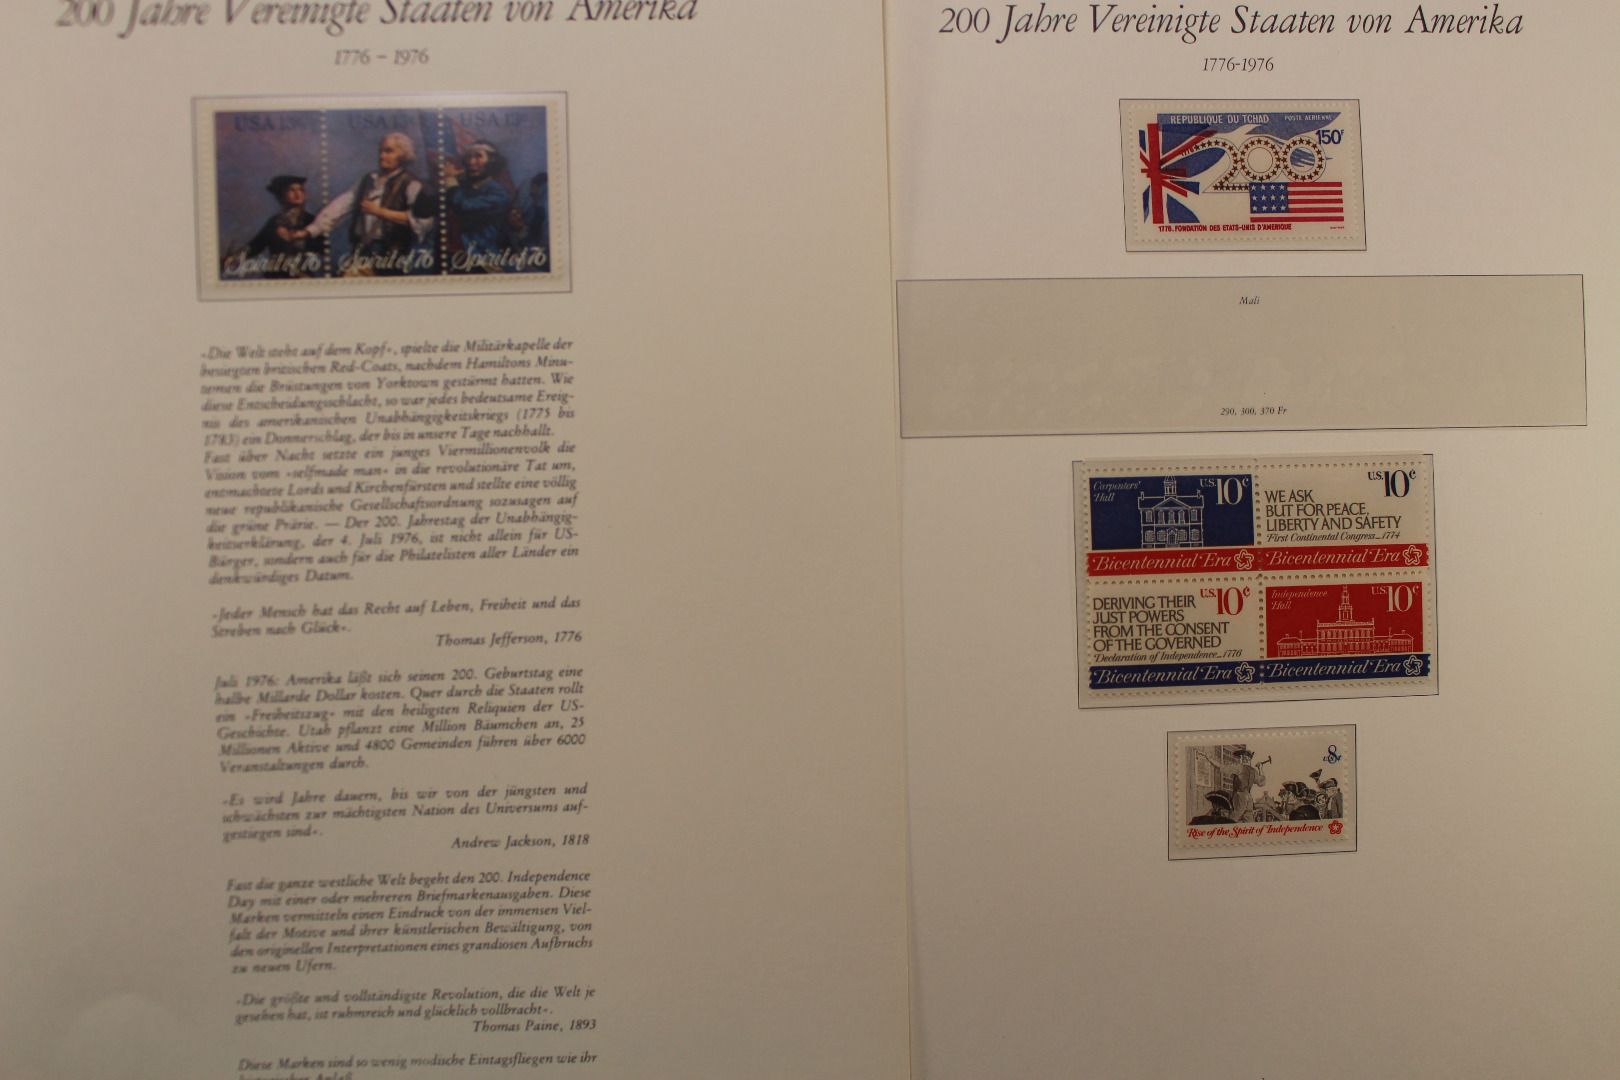 200 Jahre Vereinigte Staaten von Amerika
1776 – 1976
USA 13c USA 13c USA 13c
Spirit of 76 Spirit of 76 Spirit of 76
»Die Welt steht auf dem Kopf«, spielte die Militärkapelle der
besiegten britischen Red-Coats, nachdem Hamiltons Minu-
temen die Brüstungen von Yorktown gestürmt hatten. Wie
diese Entscheidungsschlacht, so war jedes bedeutsame Ereig-
nis des amerikanischen Unabhängigkeitskriegs (1775 bis
1783) ein Donnerschlag, der bis in unsere Tage nachhallt.
Fast über Nacht setzte ein junges Viermillionenvolk die
Vision vom »selfmade man« in die revolutionäre Tat um,
entmachtete Lords und Kirchenfürsten und stellte eine völlig
neue republikanische Gesellschaftsordnung sozusagen auf
die grüne Prärie. — Der 200. Jahrestag der Unabhängig-
keitserklärung, der 4. Juli 1976, ist nicht allein für US-
Bürger, sondern auch für die Philatelisten aller Länder ein
denkwürdiges Datum.
»Jeder Mensch hat das Recht auf Leben, Freiheit und das
Streben nach Glück«.
Thomas Jefferson, 1776
Juli 1976: Amerika läßt sich seinen 200. Geburtstag eine
halbe Millarde Dollar kosten. Quer durch die Staaten rollt
ein »Freiheitszug« mit den heiligsten Reliquien der US-
Geschichte. Utah pflanzt eine Million Bäumchen an, 25
Millionen Aktive und 4800 Gemeinden führen über 6000
Veranstaltungen durch.
»Es wird Jahre dauern, bis wir von der jüngsten und
schwächsten zur mächtigsten Nation des Universums auf-
gestiegen sind«.
Andrew Jackson, 1818
Fast die ganze westliche Welt begeht den 200. Independence
Day mit einer oder mehreren Briefmarkenausgaben. Diese
Marken vermitteln einen Eindruck von der immensen Viel-
falt der Motive und ihrer künstlerischen Bewältigung, von
den originellen Interpretationen eines grandiosen Aufbruchs
zu neuen Ufern.
»Die größte und vollständigste Revolution, die die Welt je
gesehen hat, ist ruhmreich und glücklich vollbracht«.
Thomas Paine, 1893
Diese Marken sind so wenig modische Eintagsfliegen wie ihr
historischer Anlaß
200 Jahre Vereinigte Staaten von Amerika
1776-1976
REPUBLIQUE DU TCHAD POSTE AERIENNE
150F
1776
200
1776. FONDATION DES ETATS-UNIS D'AMERIQUE
Mali
290, 300, 370 Fr
Carpenters'
Hall
U.S. 10c
Bicentennial Era
U.S. 10c
WE ASK
BUT FOR PEACE,
LIBERTY AND SAFETY
First Continental Congress_1774
Bicentennial Era
U.S. 10c
DERIVING THEIR
JUST POWERS
FROM THE CONSENT
OF THE GOVERNED
Declaration of Independence_1776
Bicentennial Era
Independence
Hall
U.S. 10c
Bicentennial Era
8
Rise of the Spirit of Independence